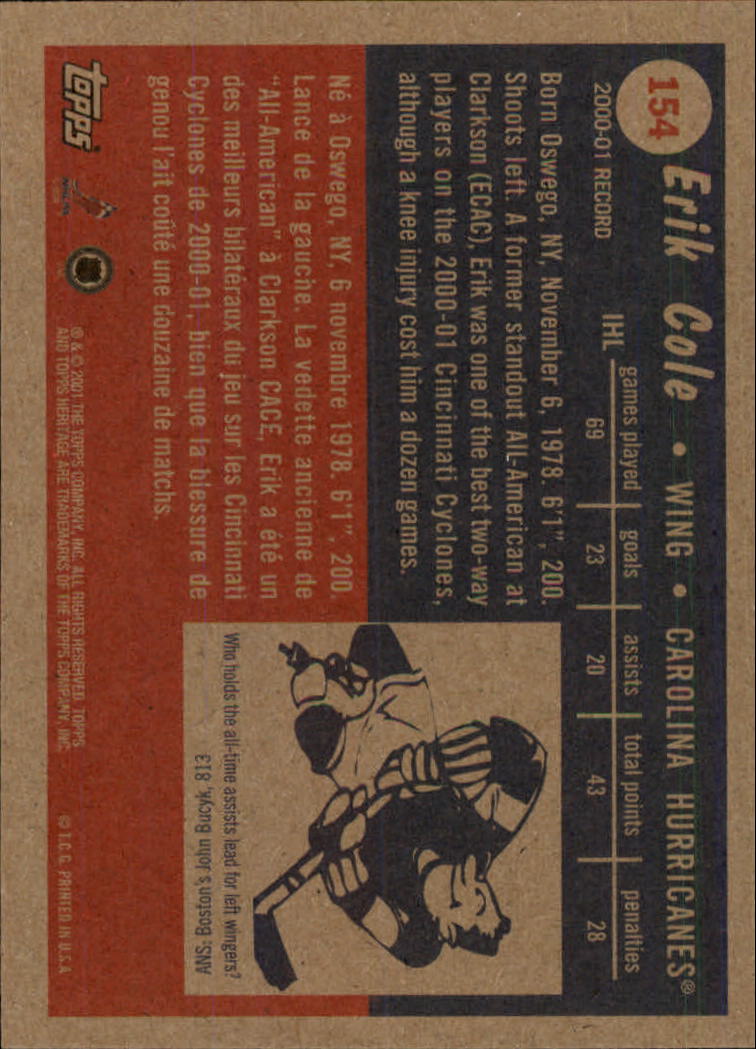 154
Erik Cole • WING • CAROLINA HURRICANES®
2000-01 RECORD
games played goals assists total points penalties
IHL 69 23 20 43 28
Born Oswego, NY, November 6, 1978. 6'1", 200.
Shoots left. A former standout All-American at
Clarkson (ECAC), Erik was one of the best two-way
players on the 2000-01 Cincinnati Cyclones,
although a knee injury cost him a dozen games.
Né à Oswego, NY, 6 novembre 1978. 6'1", 200.
Lance de la gauche. La vedette ancienne de
"All-American" à Clarkson CACE, Erik a été un
des meilleurs bilatéraux du jeu sur les Cincinnati
Cyclones de 2000-01, bien que la blessure de
genou l'ait coûté une douzaine de matchs.
Who holds the all-time assists lead for left wingers?
ANS: Boston's John Bucyk, 813
topps
® & © 2001 THE TOPPS COMPANY, INC. ALL RIGHTS RESERVED. TOPPS
AND TOPPS HERITAGE ARE TRADEMARKS OF THE TOPPS COMPANY, INC.
© T.C.G. PRINTED IN U.S.A.